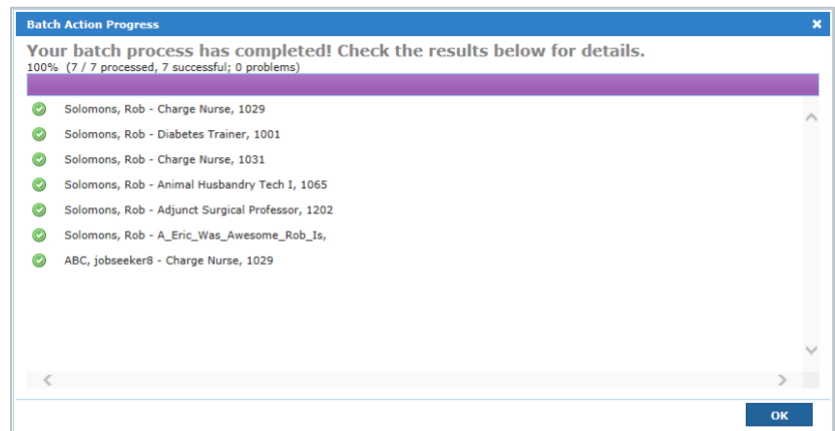 Batch Action Progress
Your batch process has completed! Check the results below for details.
100% (7 / 7 processed, 7 successful; 0 problems)
Solomons, Rob - Charge Nurse, 1029
Solomons, Rob - Diabetes Trainer, 1001
Solomons, Rob - Charge Nurse, 1031
Solomons, Rob - Animal Husbandry Tech I, 1065
Solomons, Rob - Adjunct Surgical Professor, 1202
Solomons, Rob - A_Eric_Was_Awesome_Rob_Is,
ABC, jobseeker8 - Charge Nurse, 1029
OK